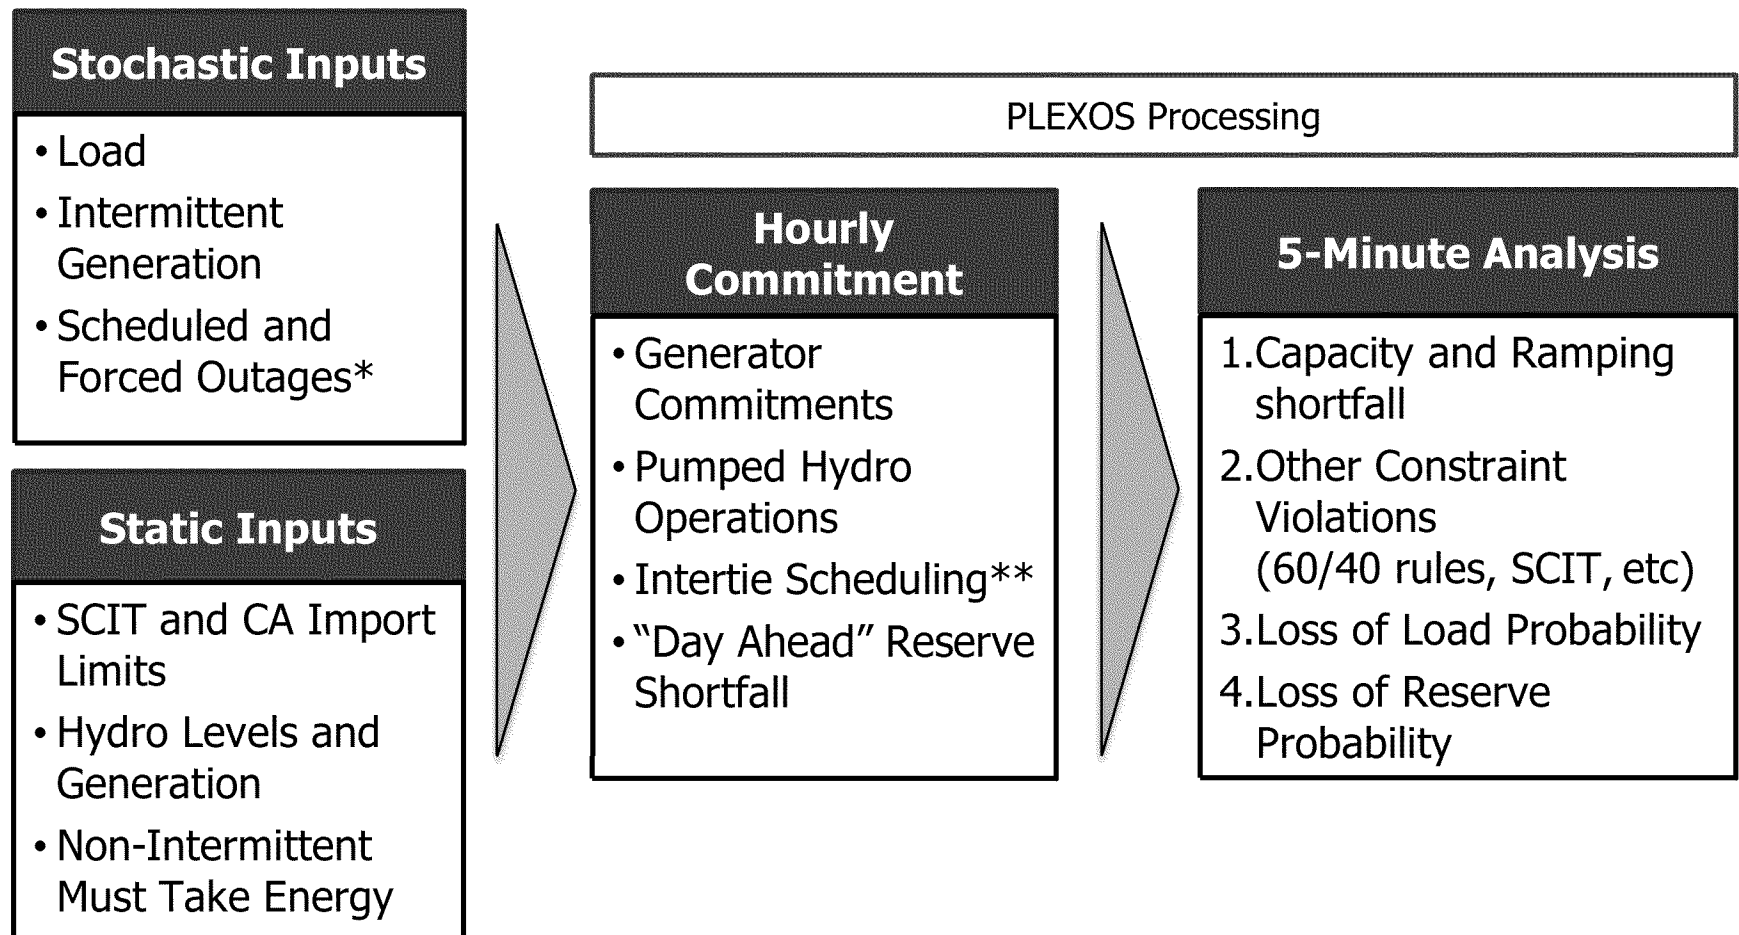 Stochastic Inputs
• Load
• Intermittent
Generation
• Scheduled and
Forced Outages*
Static Inputs
• SCIT and CA Import
Limits
• Hydro Levels and
Generation
• Non-Intermittent
Must Take Energy
PLEXOS Processing
Hourly
Commitment
• Generator
Commitments
• Pumped Hydro
Operations
• Intertie Scheduling**
• “Day Ahead” Reserve
Shortfall
5-Minute Analysis
1.Capacity and Ramping
shortfall
2.Other Constraint
Violations
(60/40 rules, SCIT, etc)
3.Loss of Load Probability
4.Loss of Reserve
Probability